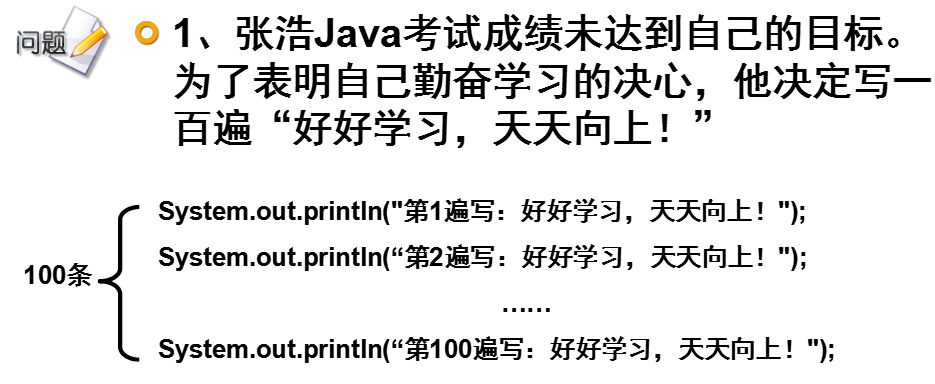 问题
1、张浩Java考试成绩未达到自己的目标。
为了表明自己勤奋学习的决心，他决定写一
百遍“好好学习，天天向上！”
System.out.println("第1遍写：好好学习，天天向上！");
System.out.println(“第2遍写：好好学习，天天向上！");
100条
……
System.out.println(“第100遍写：好好学习，天天向上！");